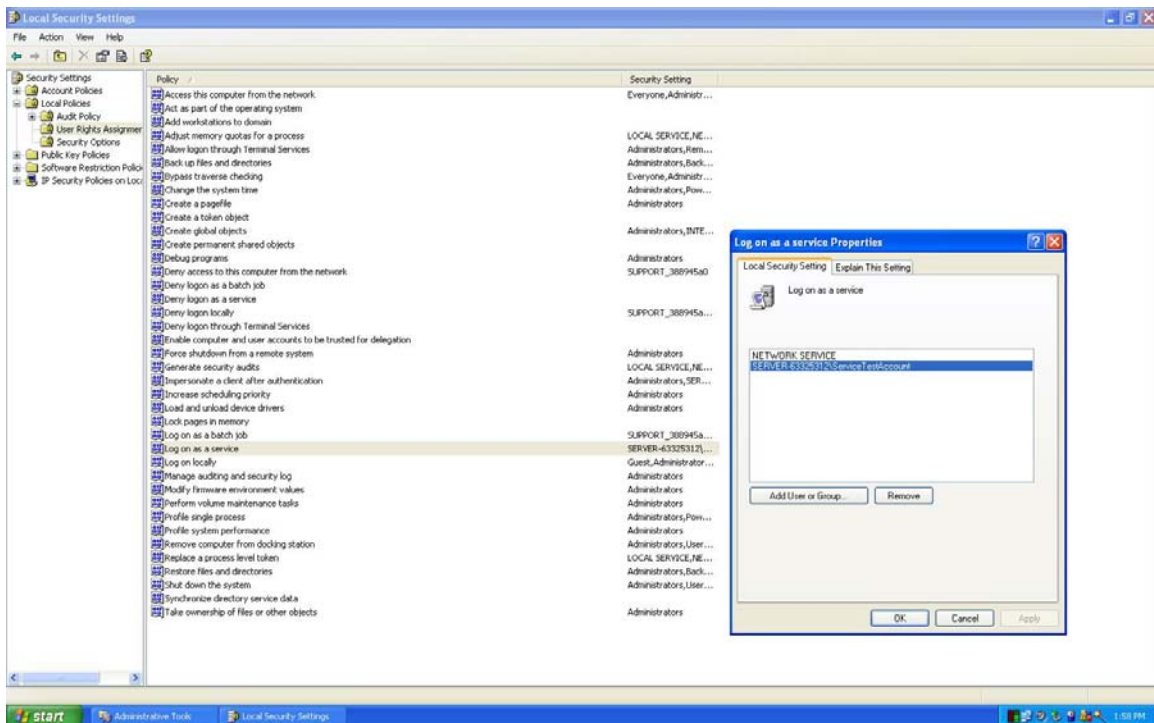 Local Security Settings
File Action View Help
Security Settings
Account Policies
Local Policies
Audit Policy
User Rights Assignmen
Security Options
Public Key Policies
Software Restriction Polici
IP Security Policies on Loca
Policy Security Setting
Access this computer from the network Everyone,Administr...
Act as part of the operating system
Add workstations to domain
Adjust memory quotas for a process LOCAL SERVICE,NE...
Allow logon through Terminal Services Administrators,Rem...
Back up files and directories Administrators,Back...
Bypass traverse checking Everyone,Administr...
Change the system time Administrators,Pow...
Create a pagefile Administrators
Create a token object
Create global objects Administrators,INTE...
Create permanent shared objects
Debug programs Administrators
Deny access to this computer from the network SUPPORT_388945a0
Deny logon as a batch job
Deny logon as a service
Deny logon locally SUPPORT_388945a...
Deny logon through Terminal Services
Enable computer and user accounts to be trusted for delegation
Force shutdown from a remote system Administrators
Generate security audits LOCAL SERVICE,NE...
Impersonate a client after authentication Administrators,SER...
Increase scheduling priority Administrators
Load and unload device drivers Administrators
Lock pages in memory
Log on as a batch job SUPPORT_388945a...
Log on as a service SERVER-63325312\...
Log on locally Guest,Administrator...
Manage auditing and security log Administrators
Modify firmware environment values Administrators
Perform volume maintenance tasks Administrators
Profile single process Administrators,Pow...
Profile system performance Administrators
Remove computer from docking station Administrators,User...
Replace a process level token LOCAL SERVICE,NE...
Restore files and directories Administrators,Back...
Shut down the system Administrators,User...
Synchronize directory service data
Take ownership of files or other objects Administrators
Log on as a service Properties
Local Security Setting Explain This Setting
Log on as a service
NETWORK SERVICE
SERVER-63325312\ServiceTestAccount
Add User or Group... Remove
OK Cancel Apply
start Administrative Tools Local Security Settings 1:58 PM